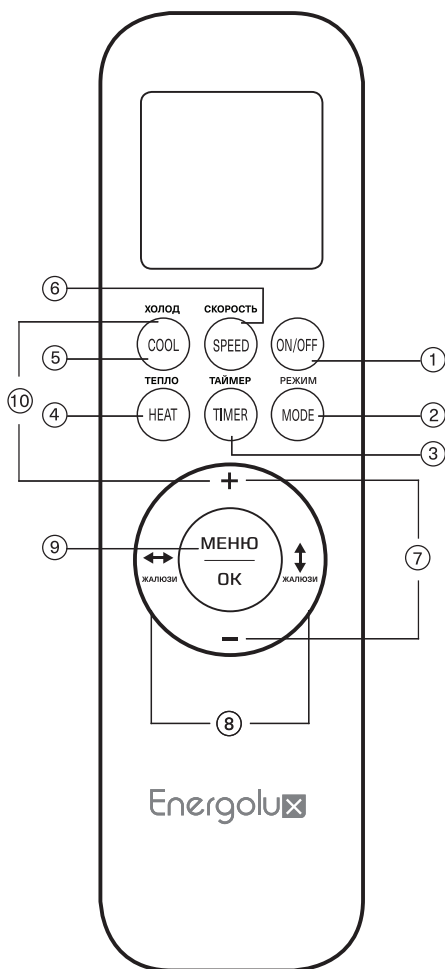 6
ХОЛОД СКОРОСТЬ
COOL SPEED ON/OFF
5 1
10
ТЕПЛО ТАЙМЕР РЕЖИМ
4 HEAT TIMER MODE 2
3
+
9 МЕНЮ 7
ЖАЛЮЗИ OK ЖАЛЮЗИ
−
8
Energolux